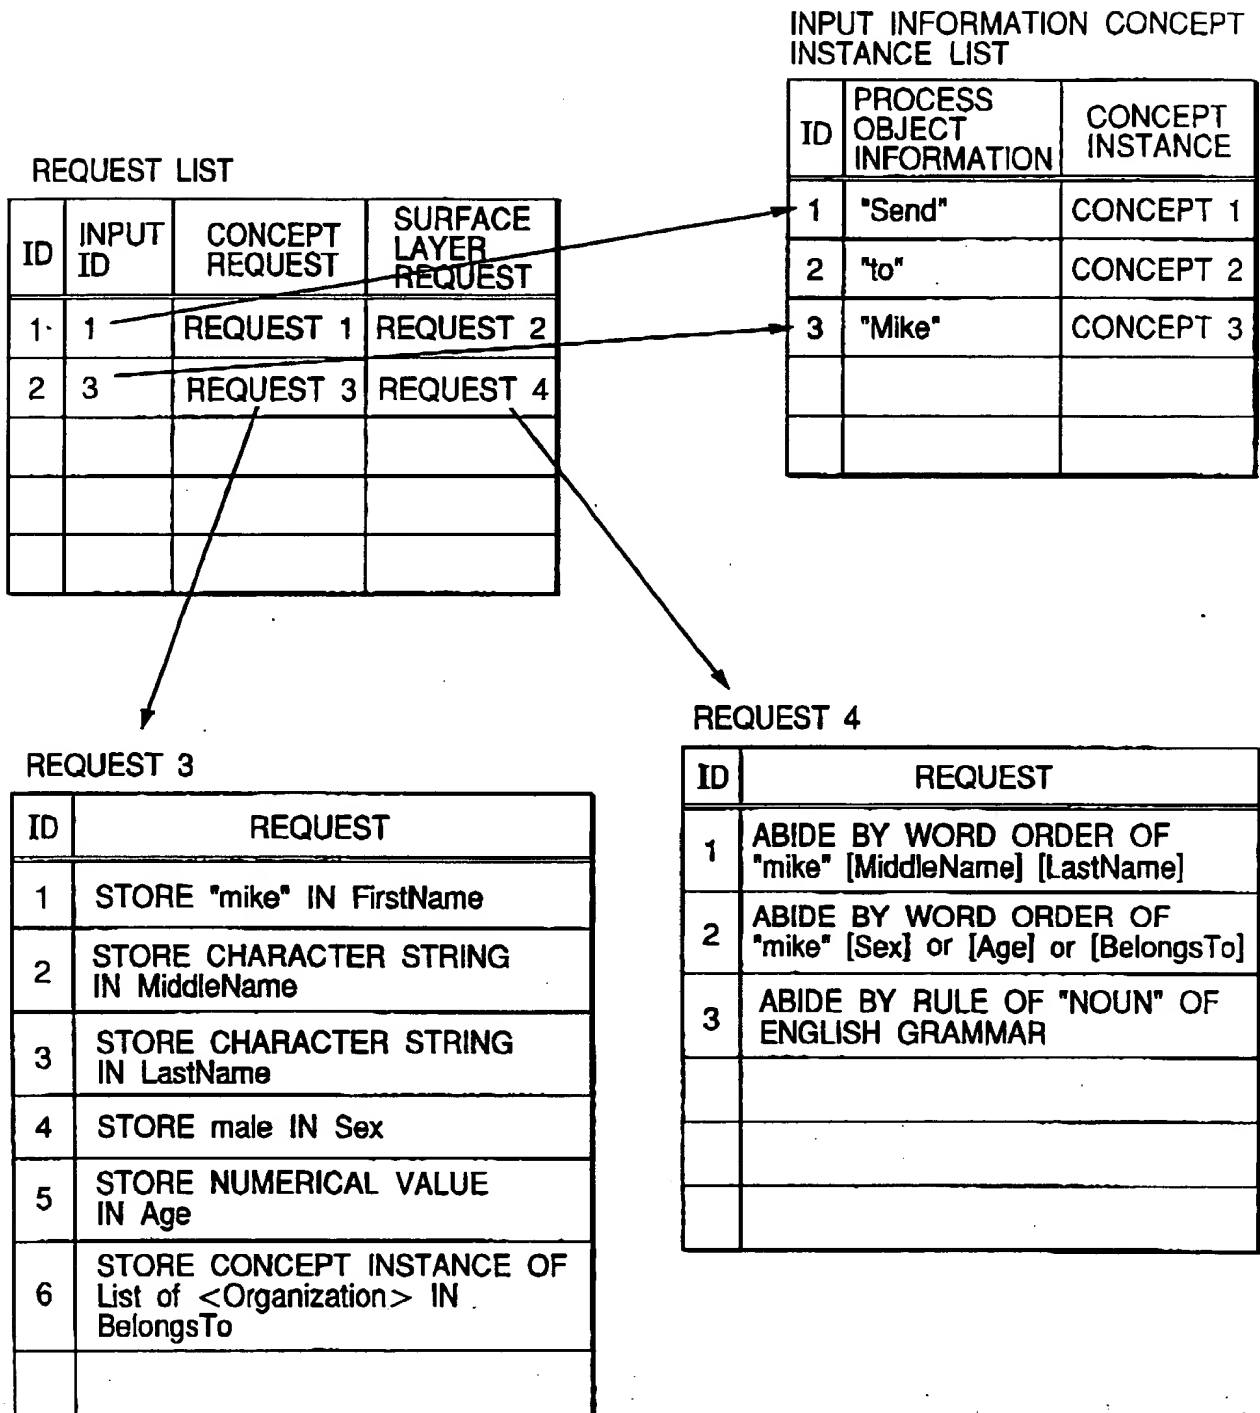 INPUT INFORMATION CONCEPT
INSTANCE LIST
ID
PROCESS
OBJECT
INFORMATION
CONCEPT
INSTANCE
1 "Send" CONCEPT 1
2 "to" CONCEPT 2
3 "Mike" CONCEPT 3
REQUEST LIST
ID
INPUT
ID
CONCEPT
REQUEST
SURFACE
LAYER
REQUEST
1 1 REQUEST 1 REQUEST 2
2 3 REQUEST 3 REQUEST 4
REQUEST 3
ID REQUEST
1 STORE "mike" IN FirstName
2 STORE CHARACTER STRING
IN MiddleName
3 STORE CHARACTER STRING
IN LastName
4 STORE male IN Sex
5 STORE NUMERICAL VALUE
IN Age
6 STORE CONCEPT INSTANCE OF
List of <Organization> IN
BelongsTo
REQUEST 4
ID REQUEST
1 ABIDE BY WORD ORDER OF
"mike" [MiddleName] [LastName]
2 ABIDE BY WORD ORDER OF
"mike" [Sex] or [Age] or [BelongsTo]
3 ABIDE BY RULE OF "NOUN" OF
ENGLISH GRAMMAR